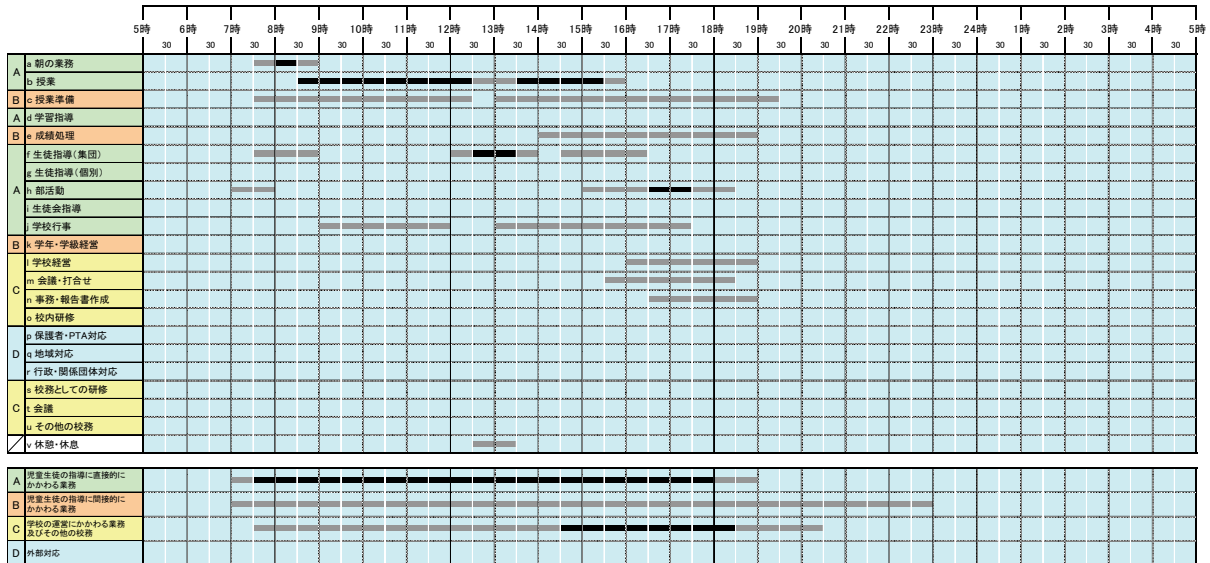 5時 6時 7時 8時 9時 10時 11時 12時 13時 14時 15時 16時 17時 18時 19時 20時 21時 22時 23時 24時 1時 2時 3時 4時 5時
30 30 30 30 30 30 30 30 30 30 30 30 30 30 30 30 30 30 30 30 30 30 30 30
A
a 朝の業務
b 授業
B c 授業準備
A d 学習指導
B e 成績処理
A
f 生徒指導(集団)
g 生徒指導(個別)
h 部活動
i 生徒会指導
j 学校行事
B k 学年・学級経営
C
l 学校経営
m 会議・打合せ
n 事務・報告書作成
o 校内研修
D
p 保護者・PTA対応
q 地域対応
r 行政・関係団体対応
C
s 校務としての研修
t 会議
u その他の校務
v 休憩・休息
A 児童生徒の指導に直接的に
かかわる業務
B 児童生徒の指導に間接的に
かかわる業務
C 学校の運営にかかわる業務
及びその他の校務
D 外部対応